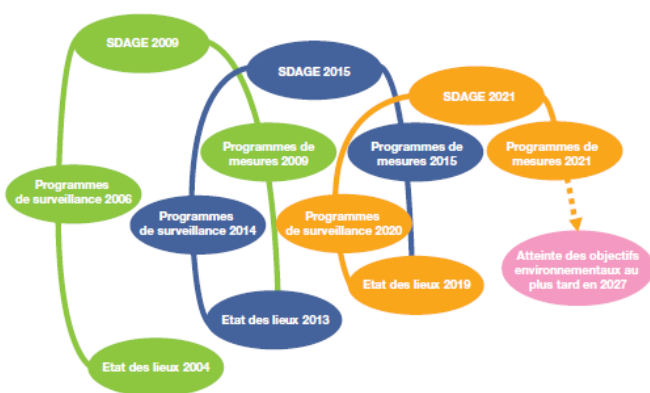 SDAGE 2009
SDAGE 2015
SDAGE 2021
Programmes de
mesures 2009
Programmes de
mesures 2015
Programmes de
mesures 2021
Programmes
de surveillance 2006
Programmes
de surveillance 2014
Programmes
de surveillance 2020
Atteinte des objectifs
environnementaux au
plus tard en 2027
Etat des lieux 2019
Etat des lieux 2013
Etat des lieux 2004